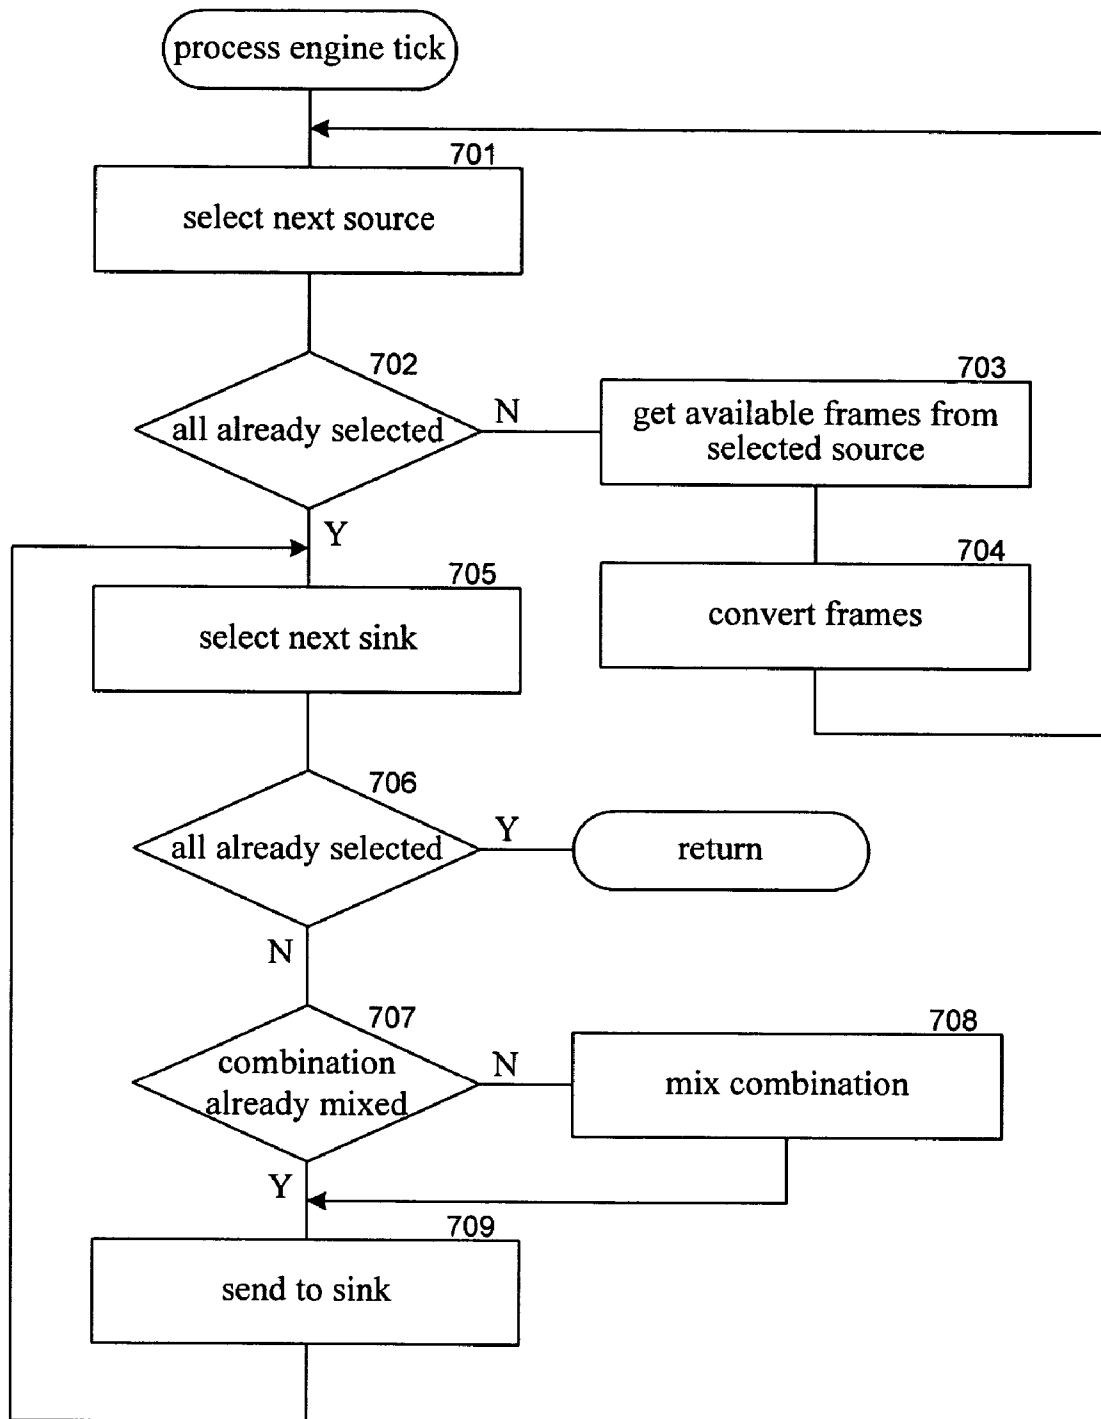 process engine tick
701
select next source
702
all already selected
N
703
get available frames from
selected source
Y
704
convert frames
705
select next sink
706
all already selected
Y
return
N
707
combination
already mixed
N
708
mix combination
Y
709
send to sink